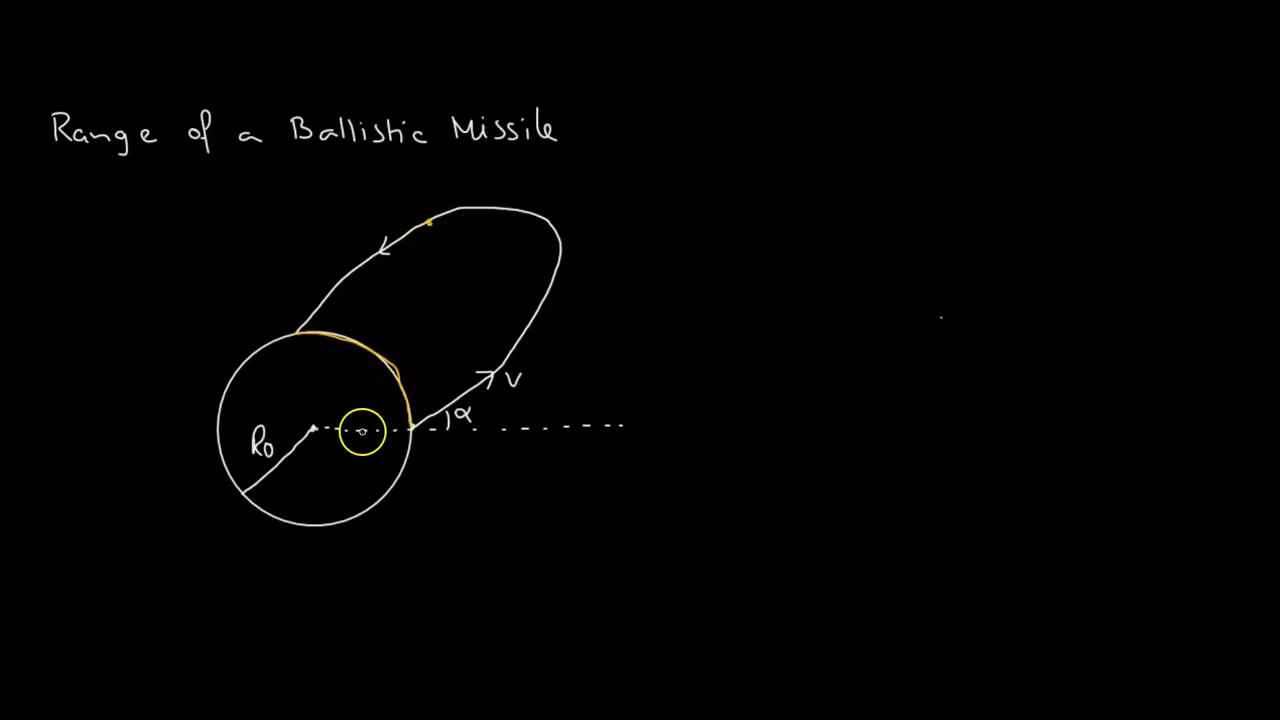 Range of a Ballistic Missile
V
α
R0